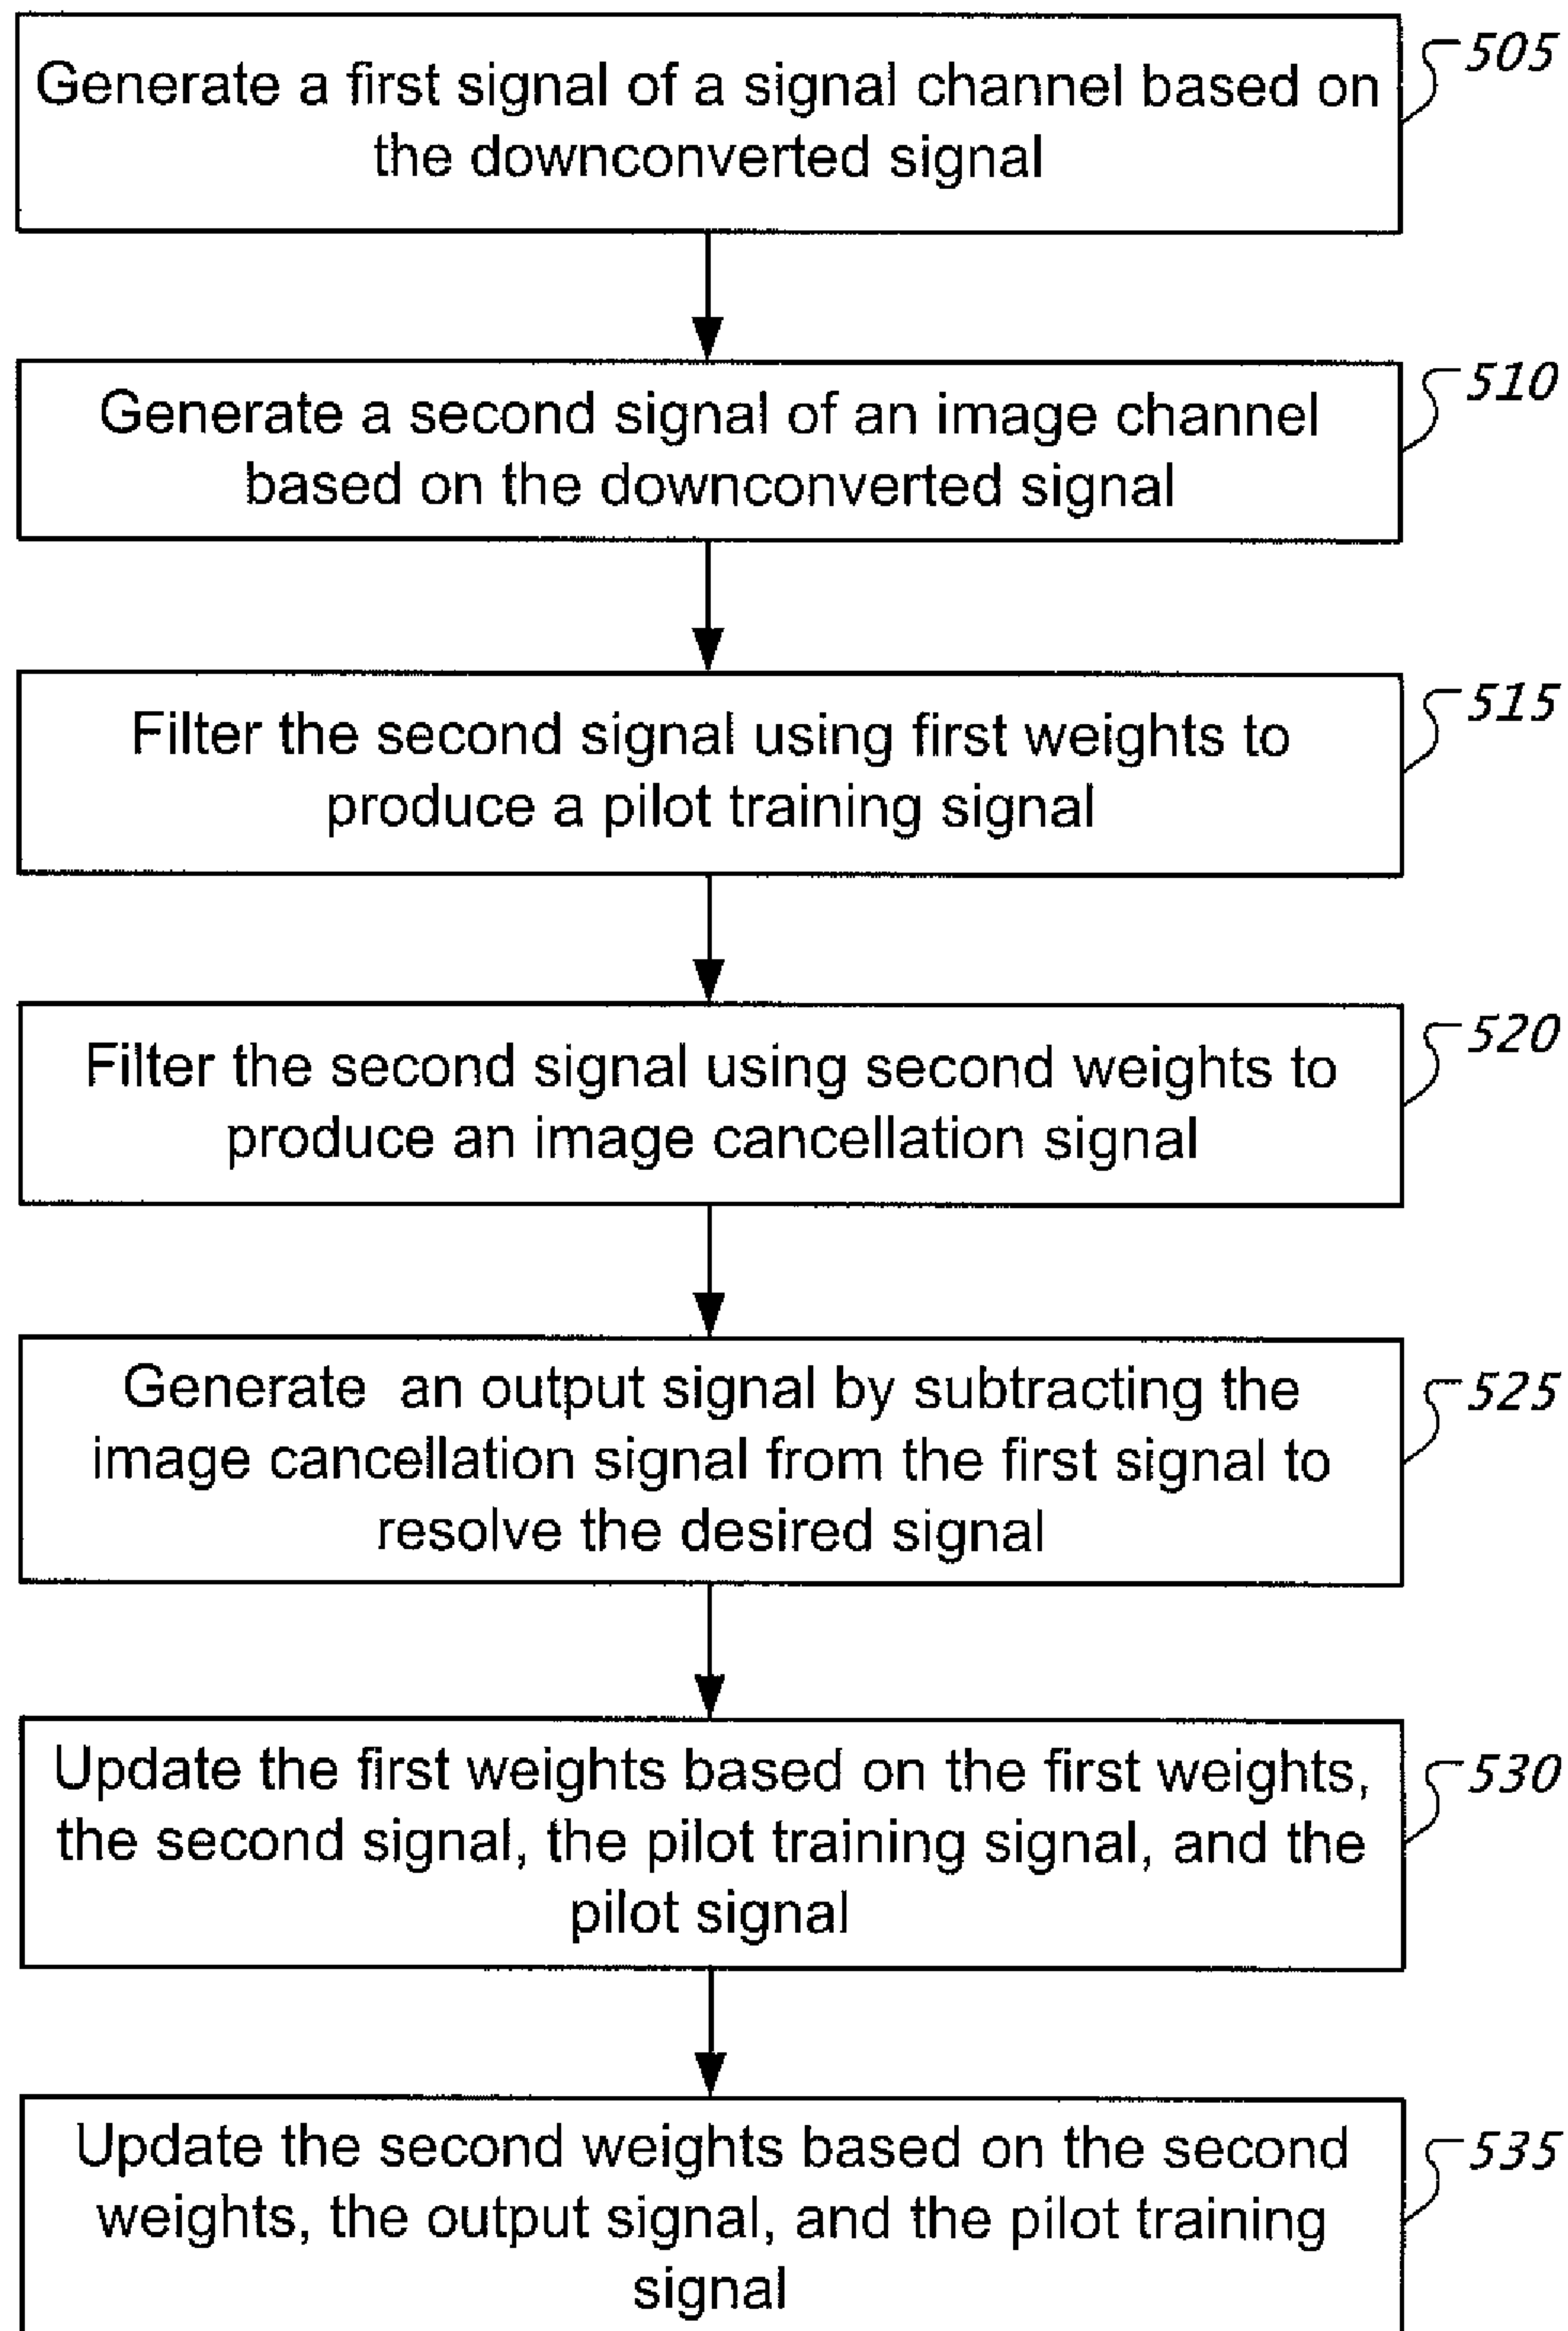 Generate a first signal of a signal channel based on
the downconverted signal
505
Generate a second signal of an image channel
based on the downconverted signal
510
Filter the second signal using first weights to
produce a pilot training signal
515
Filter the second signal using second weights to
produce an image cancellation signal
520
Generate an output signal by subtracting the
image cancellation signal from the first signal to
resolve the desired signal
525
Update the first weights based on the first weights,
the second signal, the pilot training signal, and the
pilot signal
530
Update the second weights based on the second
weights, the output signal, and the pilot training
signal
535